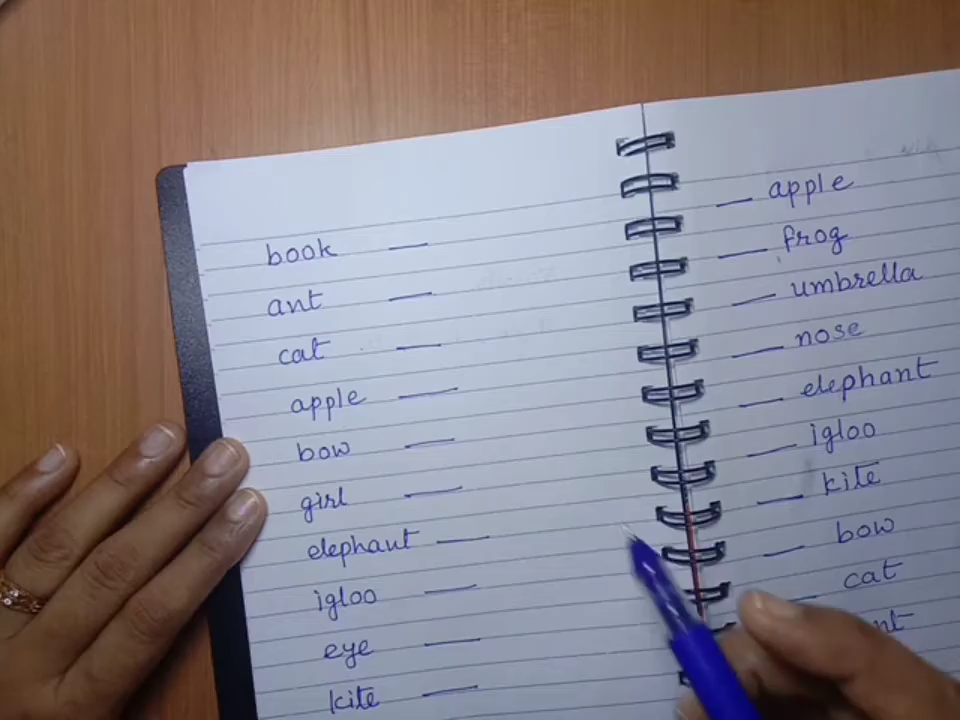 book —
ant —
cat —
apple —
bow —
girl —
elephant —
igloo —
eye —
kite —
— apple
— frog
— umbrella
— nose
— elephant
— igloo
— kite
— bow
— cat